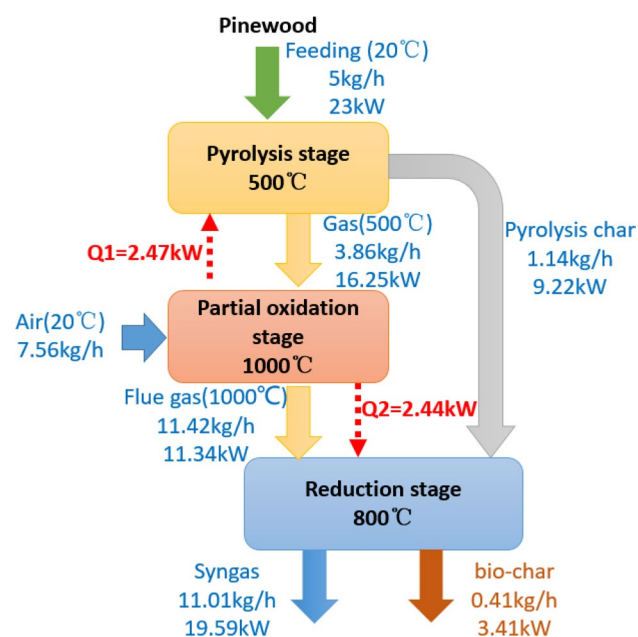 Pinewood
Feeding (20℃)
5kg/h
23kW
Pyrolysis stage
500℃
Q1=2.47kW
Gas(500℃)
3.86kg/h
16.25kW
Pyrolysis char
1.14kg/h
9.22kW
Air(20℃)
7.56kg/h
Partial oxidation
stage
1000℃
Flue gas(1000℃)
11.42kg/h
11.34kW
Q2=2.44kW
Reduction stage
800℃
Syngas
11.01kg/h
19.59kW
bio-char
0.41kg/h
3.41kW